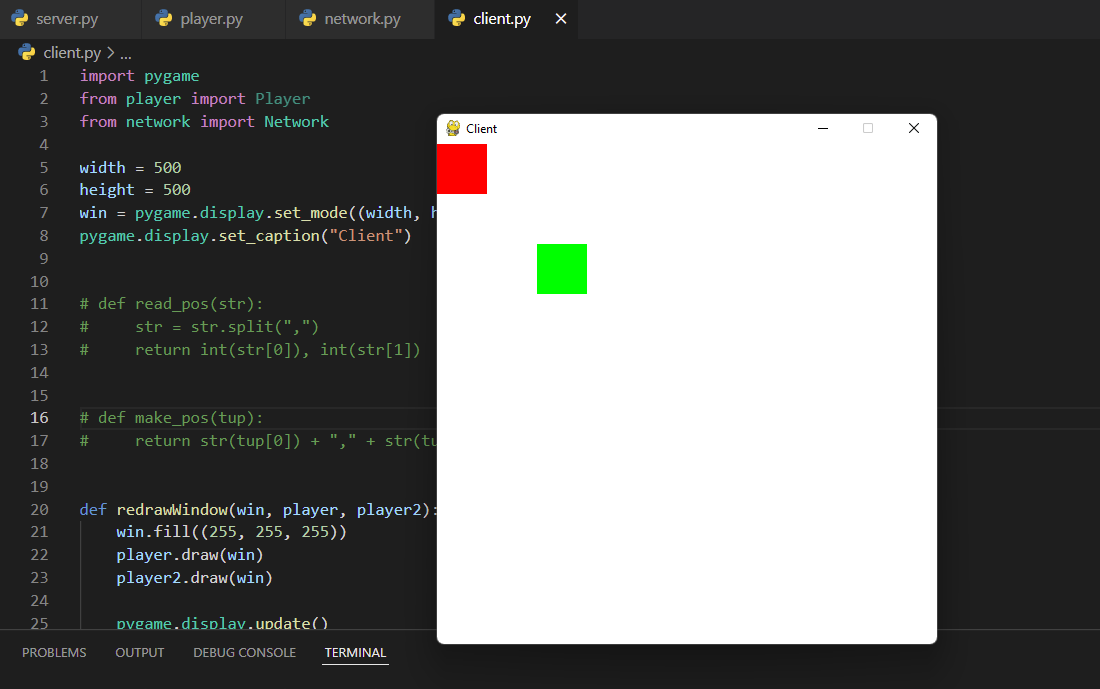 server.py player.py network.py client.py
client.py > ...
1 import pygame
2 from player import Player
3 from network import Network
4
5 width = 500
6 height = 500
7 win = pygame.display.set_mode((width, h
8 pygame.display.set_caption("Client")
9
10
11 # def read_pos(str):
12 #     str = str.split(",")
13 #     return int(str[0]), int(str[1])
14
15
16 # def make_pos(tup):
17 #     return str(tup[0]) + "," + str(tu
18
19
20 def redrawWindow(win, player, player2):
21     win.fill((255, 255, 255))
22     player.draw(win)
23     player2.draw(win)
24
25     pygame.display.update()
Client
PROBLEMS OUTPUT DEBUG CONSOLE TERMINAL